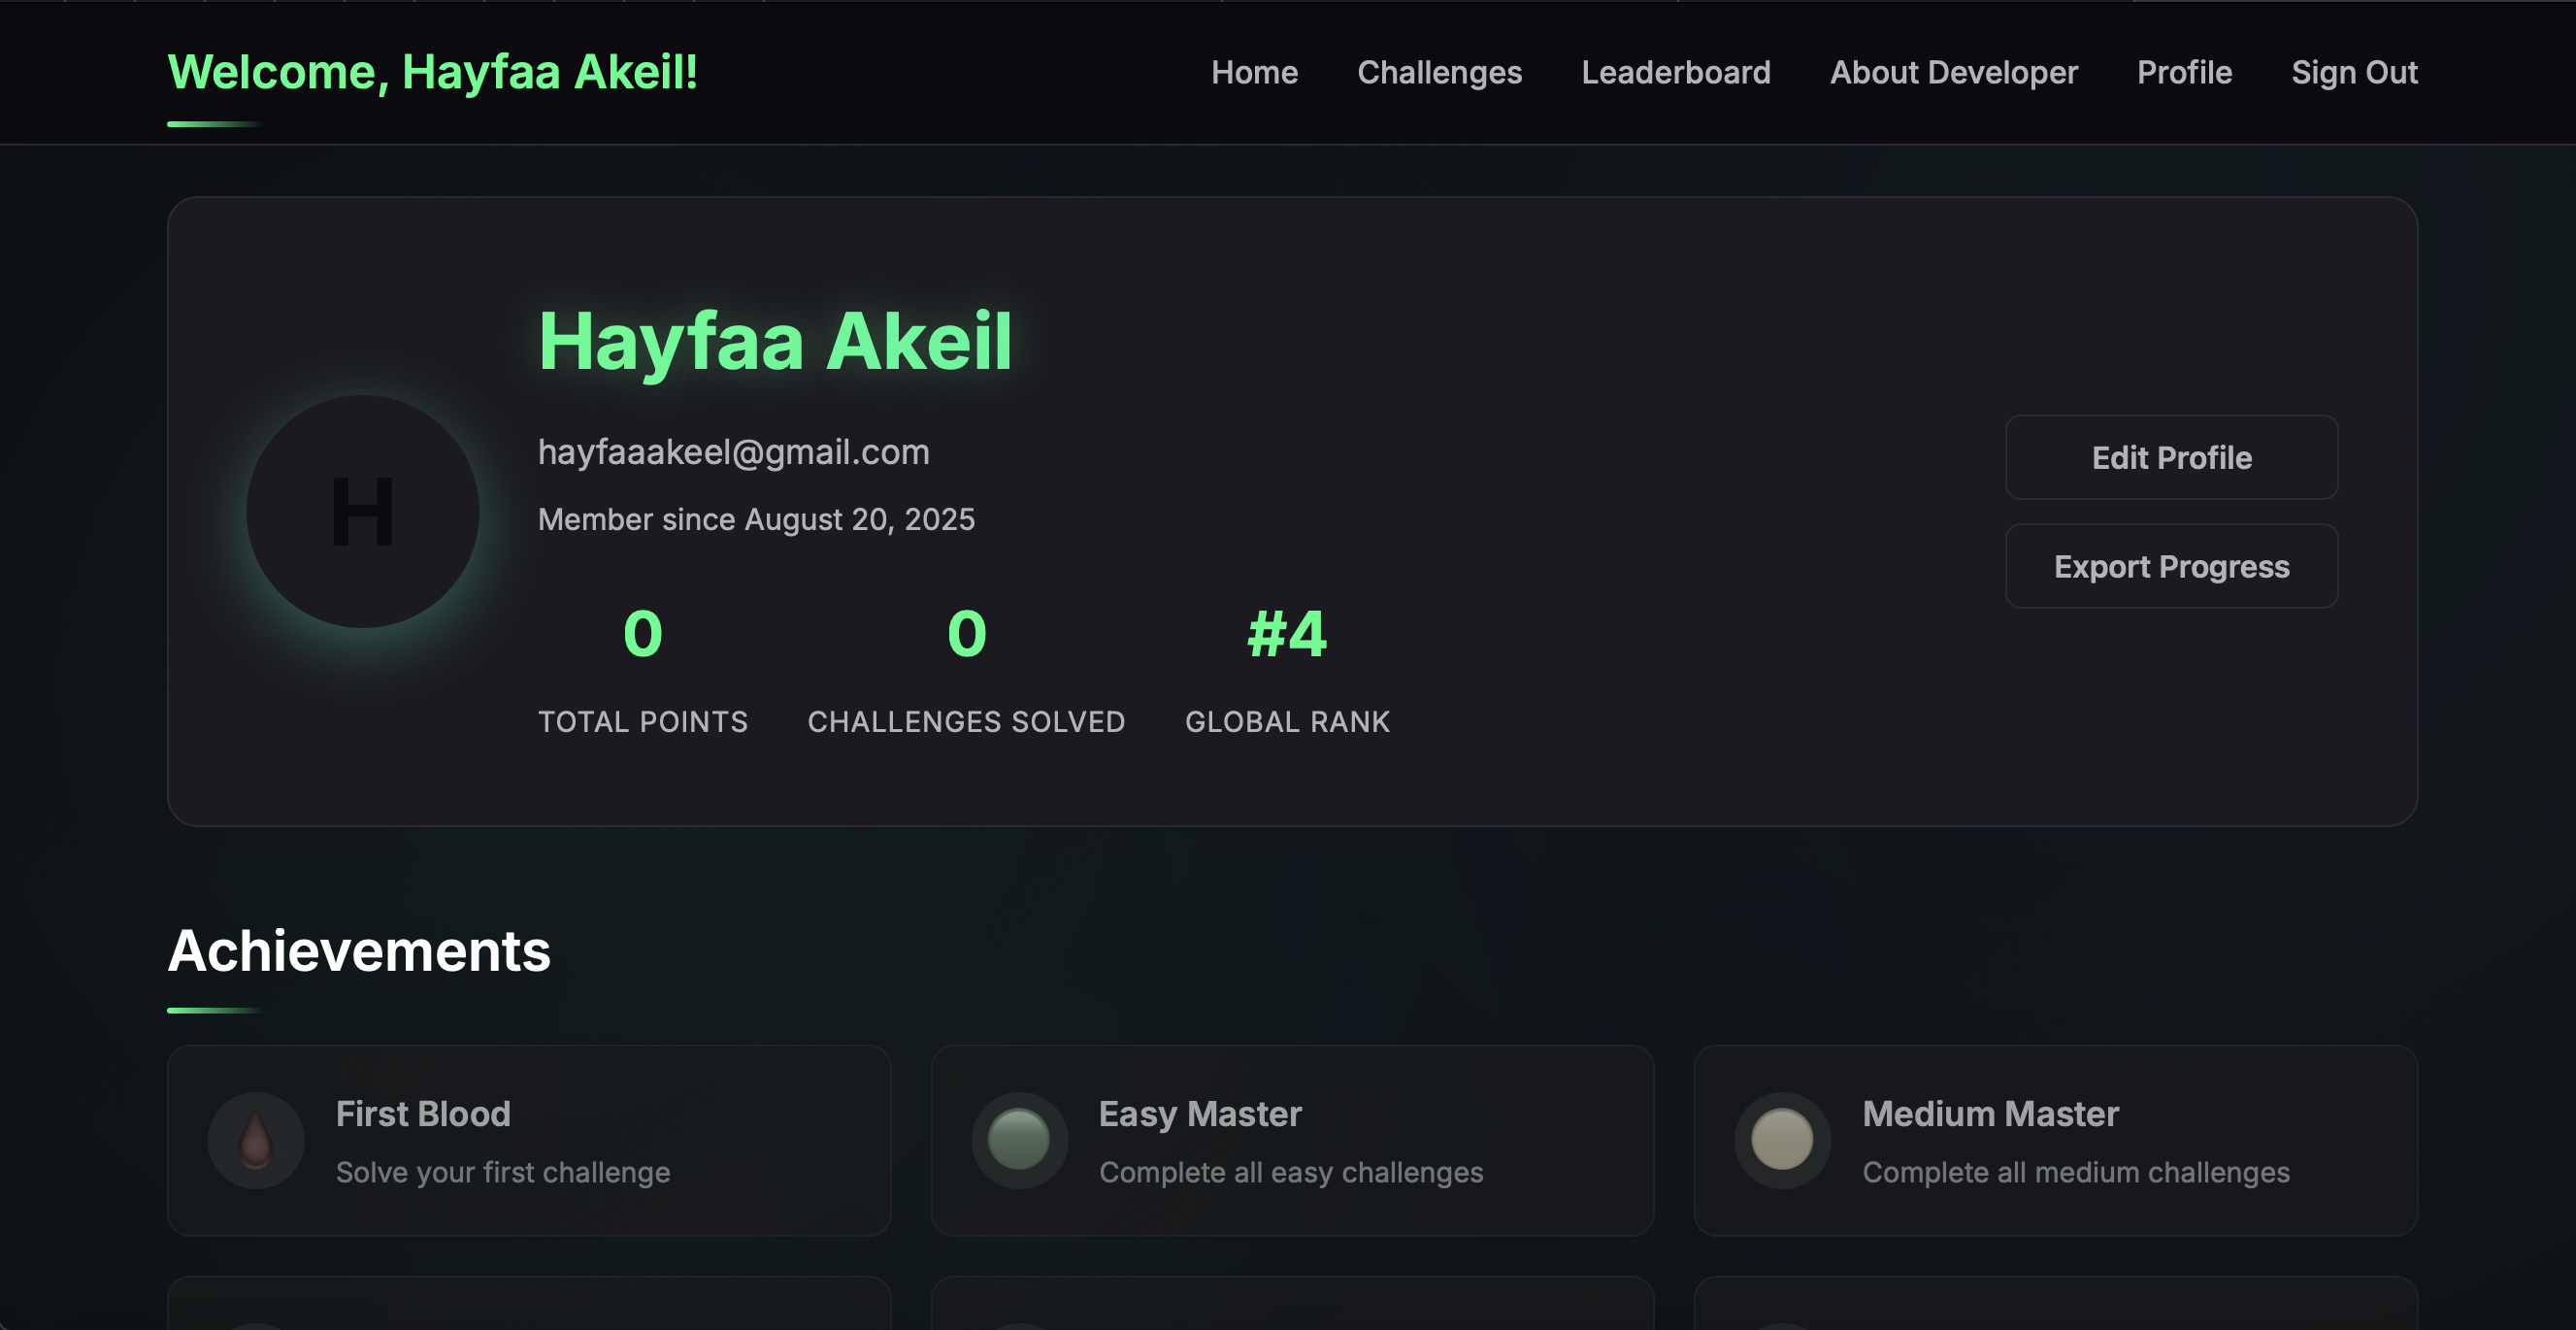 Welcome, Hayfaa Akeil!
Home Challenges Leaderboard About Developer Profile Sign Out
H
Hayfaa Akeil
hayfaaakeel@gmail.com
Member since August 20, 2025
0 0 #4
TOTAL POINTS CHALLENGES SOLVED GLOBAL RANK
Edit Profile
Export Progress
Achievements
First Blood
Solve your first challenge
Easy Master
Complete all easy challenges
Medium Master
Complete all medium challenges